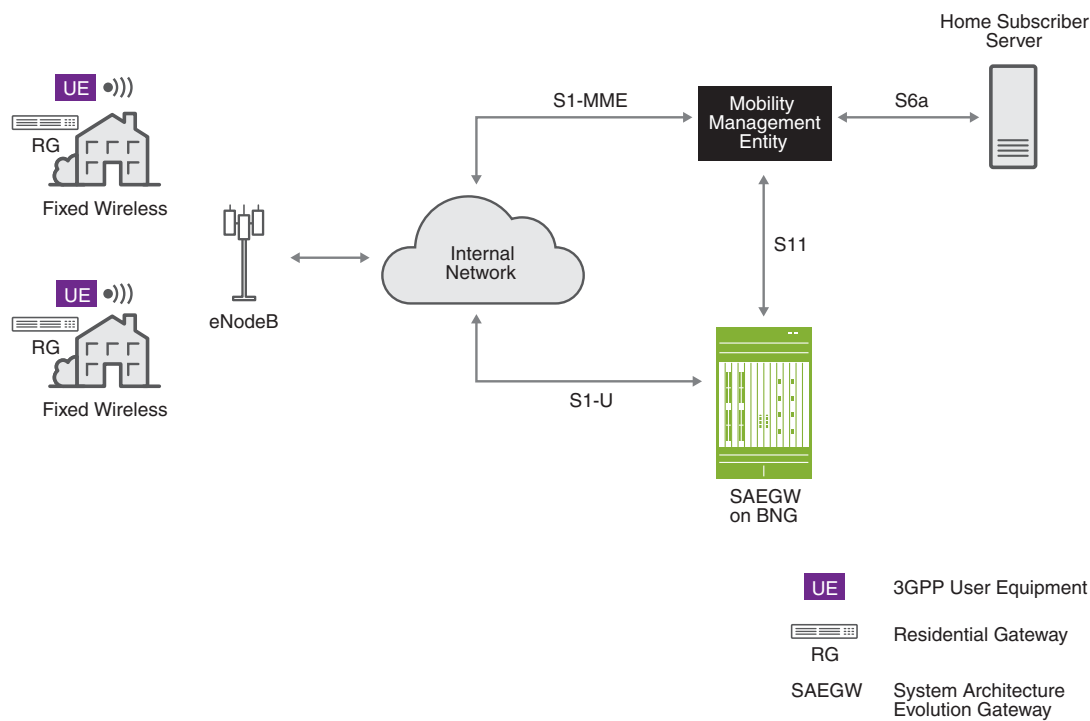 Home Subscriber
Server
UE
RG
Fixed Wireless
S1-MME
Mobility
Management
Entity
S6a
Internal
Network
S11
UE
RG
Fixed Wireless
eNodeB
S1-U
SAEGW
on BNG
UE
3GPP User Equipment
RG
Residential Gateway
SAEGW
System Architecture
Evolution Gateway